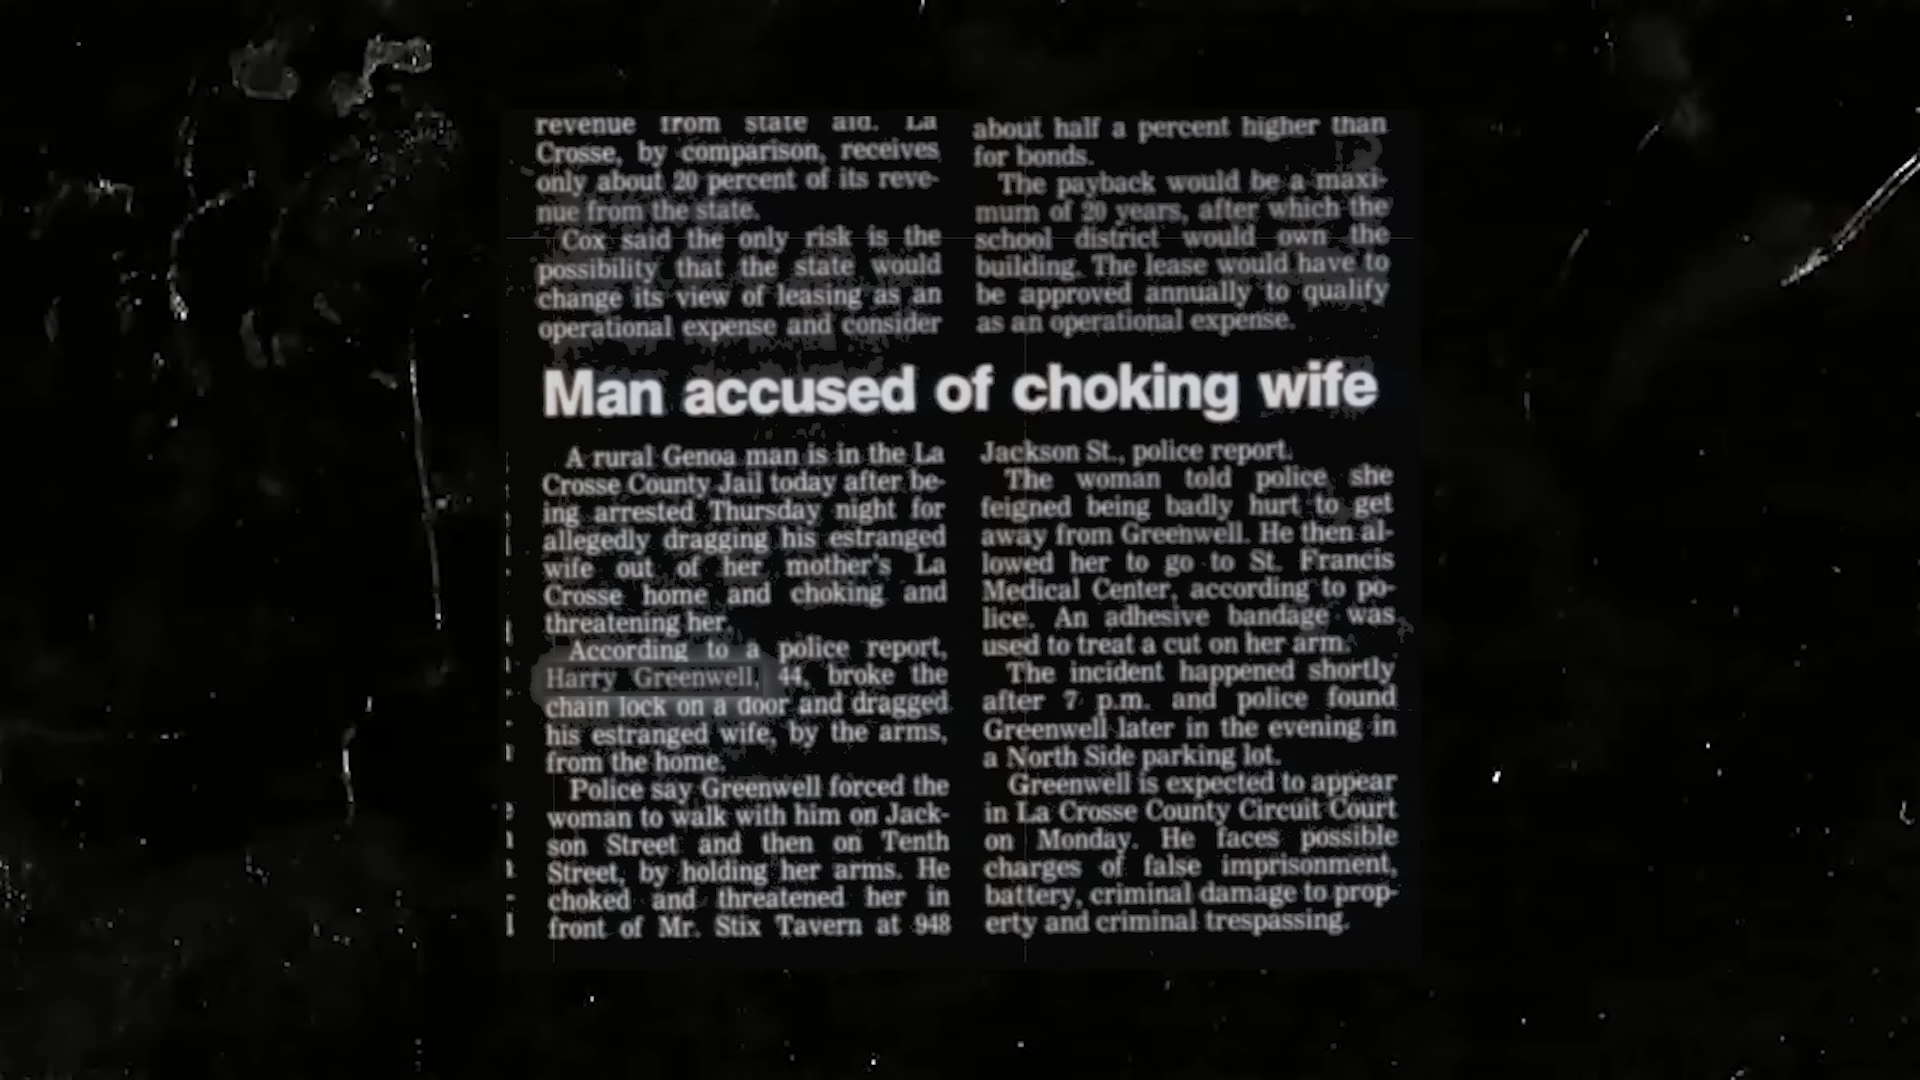 revenue from state aid. La
Crosse, by comparison, receives
only about 20 percent of its reve-
nue from the state.
Cox said the only risk is the
possibility that the state would
change its view of leasing as an
operational expense and consider
about half a percent higher than
for bonds.
The payback would be a maxi-
mum of 20 years, after which the
school district would own the
building. The lease would have to
be approved annually to qualify
as an operational expense.
Man accused of choking wife
A rural Genoa man is in the La
Crosse County Jail today after be-
ing arrested Thursday night for
allegedly dragging his estranged
wife out of her mother's La
Crosse home and choking and
threatening her.
According to a police report,
Harry Greenwell, 44, broke the
chain lock on a door and dragged
his estranged wife, by the arms,
from the home.
Police say Greenwell forced the
woman to walk with him on Jack-
son Street and then on Tenth
Street, by holding her arms. He
choked and threatened her in
front of Mr. Stix Tavern at 948
Jackson St., police report.
The woman told police she
feigned being badly hurt to get
away from Greenwell. He then al-
lowed her to go to St. Francis
Medical Center, according to po-
lice. An adhesive bandage was
used to treat a cut on her arm.
The incident happened shortly
after 7 p.m. and police found
Greenwell later in the evening in
a North Side parking lot.
Greenwell is expected to appear
in La Crosse County Circuit Court
on Monday. He faces possible
charges of false imprisonment,
battery, criminal damage to prop-
erty and criminal trespassing.